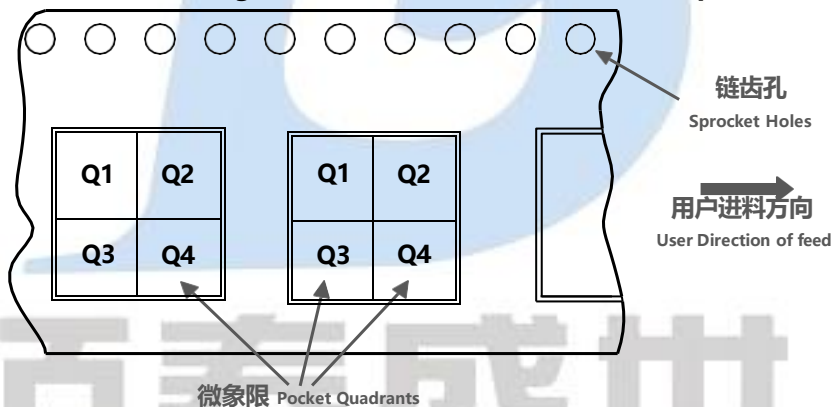 链齿孔
Sprocket Holes
Q1 Q2 Q1 Q2
用户进料方向
User Direction of feed
Q3 Q4 Q3 Q4
微象限 Pocket Quadrants